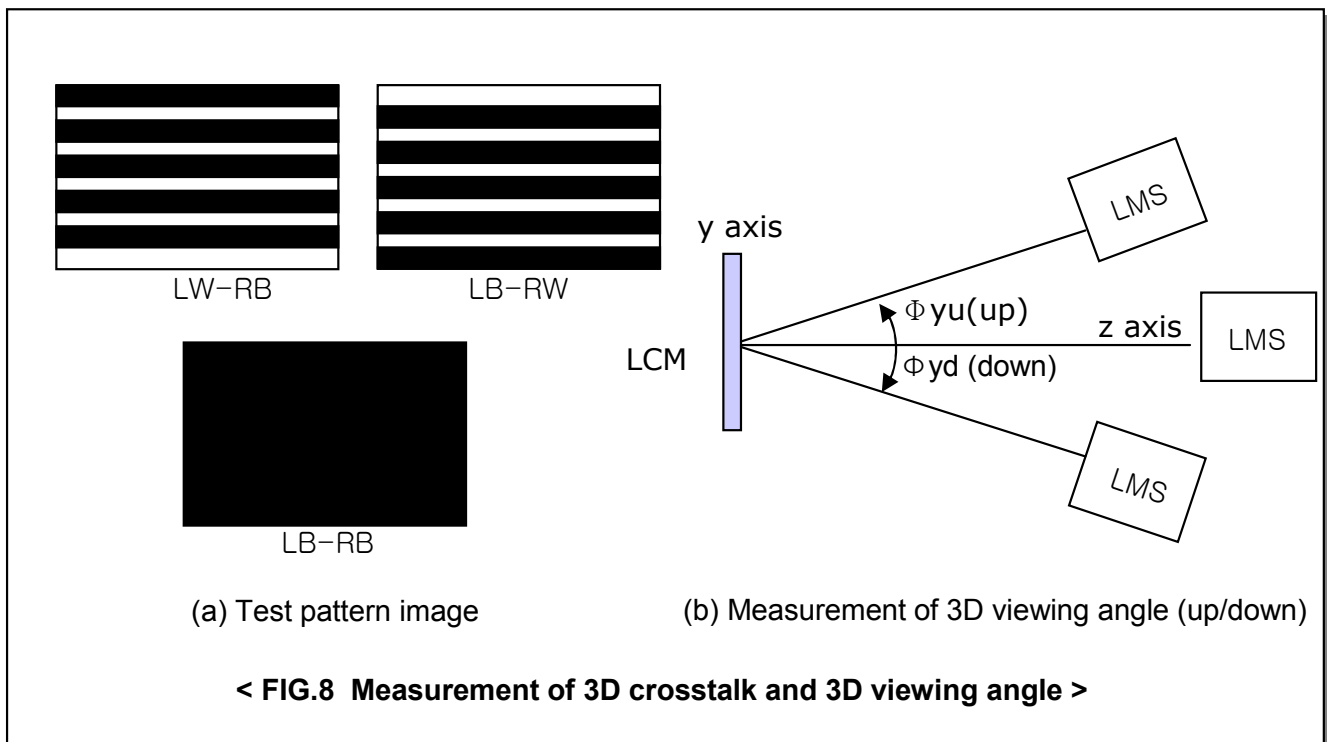 LW-RB
LB-RW
LB-RB
(a) Test pattern image
y axis
LCM
LMS
Φyu(up)
z axis
LMS
Φyd (down)
LMS
(b) Measurement of 3D viewing angle (up/down)
< FIG.8 Measurement of 3D crosstalk and 3D viewing angle >